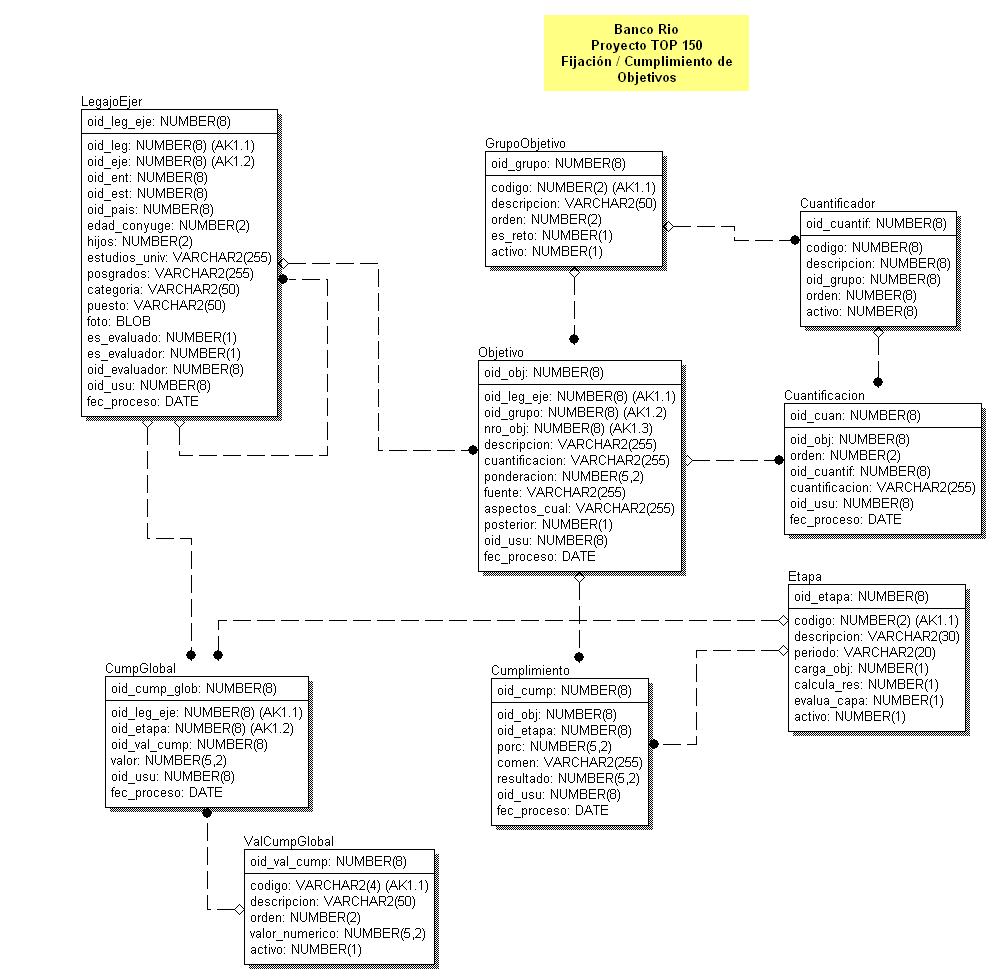 Banco Rio
Proyecto TOP 150
Fijación / Cumplimiento de
Objetivos
LegajoEjer
oid_leg_eje: NUMBER(8)
oid_leg: NUMBER(8) (AK1.1)
oid_eje: NUMBER(8) (AK1.2)
oid_ent: NUMBER(8)
oid_est: NUMBER(8)
oid_pais: NUMBER(8)
edad_conyuge: NUMBER(2)
hijos: NUMBER(2)
estudios_univ: VARCHAR2(255)
posgrados: VARCHAR2(255)
categoria: VARCHAR2(50)
puesto: VARCHAR2(50)
foto: BLOB
es_evaluado: NUMBER(1)
es_evaluador: NUMBER(1)
oid_evaluador: NUMBER(8)
oid_usu: NUMBER(8)
fec_proceso: DATE
GrupoObjetivo
oid_grupo: NUMBER(8)
codigo: NUMBER(2) (AK1.1)
descripcion: VARCHAR2(50)
orden: NUMBER(2)
es_reto: NUMBER(1)
activo: NUMBER(1)
Cuantificador
oid_cuantif: NUMBER(8)
codigo: NUMBER(8)
descripcion: NUMBER(8)
oid_grupo: NUMBER(8)
orden: NUMBER(8)
activo: NUMBER(8)
Objetivo
oid_obj: NUMBER(8)
oid_leg_eje: NUMBER(8) (AK1.1)
oid_grupo: NUMBER(8) (AK1.2)
nro_obj: NUMBER(8) (AK1.3)
descripcion: VARCHAR2(255)
cuantificacion: VARCHAR2(255)
ponderacion: NUMBER(5,2)
fuente: VARCHAR2(255)
aspectos_cual: VARCHAR2(255)
posterior: NUMBER(1)
oid_usu: NUMBER(8)
fec_proceso: DATE
Cuantificacion
oid_cuan: NUMBER(8)
oid_obj: NUMBER(8)
orden: NUMBER(2)
oid_cuantif: NUMBER(8)
cuantificacion: VARCHAR2(255)
oid_usu: NUMBER(8)
fec_proceso: DATE
Etapa
oid_etapa: NUMBER(8)
codigo: NUMBER(2) (AK1.1)
descripcion: VARCHAR2(30)
periodo: VARCHAR2(20)
carga_obj: NUMBER(1)
calcula_res: NUMBER(1)
evalua_capa: NUMBER(1)
activo: NUMBER(1)
CumpGlobal
oid_cump_glob: NUMBER(8)
oid_leg_eje: NUMBER(8) (AK1.1)
oid_etapa: NUMBER(8) (AK1.2)
oid_val_cump: NUMBER(8)
valor: NUMBER(5,2)
oid_usu: NUMBER(8)
fec_proceso: DATE
Cumplimiento
oid_cump: NUMBER(8)
oid_obj: NUMBER(8)
oid_etapa: NUMBER(8)
porc: NUMBER(5,2)
comen: VARCHAR2(255)
resultado: NUMBER(5,2)
oid_usu: NUMBER(8)
fec_proceso: DATE
ValCumpGlobal
oid_val_cump: NUMBER(8)
codigo: VARCHAR2(4) (AK1.1)
descripcion: VARCHAR2(50)
orden: NUMBER(2)
valor_numerico: NUMBER(5,2)
activo: NUMBER(1)